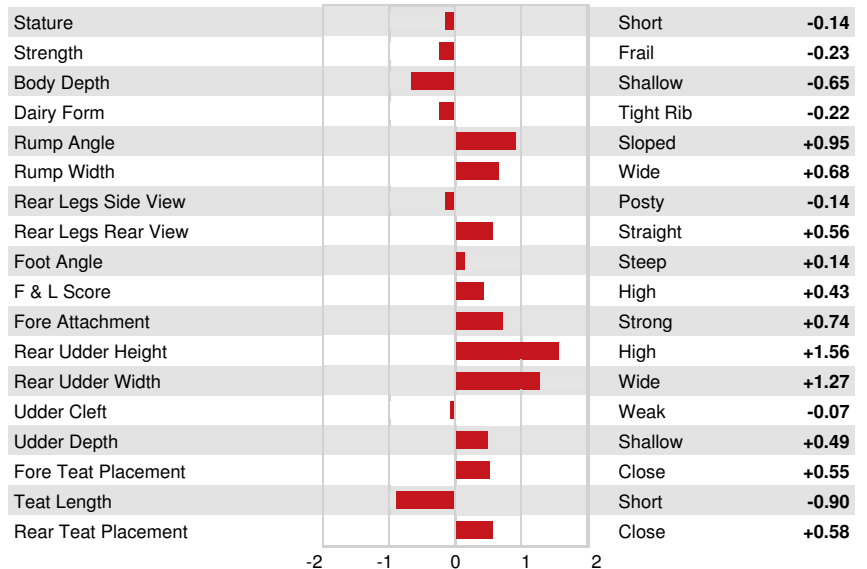 Stature Short -0.14
Strength Frail -0.23
Body Depth Shallow -0.65
Dairy Form Tight Rib -0.22
Rump Angle Sloped +0.95
Rump Width Wide +0.68
Rear Legs Side View Posty -0.14
Rear Legs Rear View Straight +0.56
Foot Angle Steep +0.14
F & L Score High +0.43
Fore Attachment Strong +0.74
Rear Udder Height High +1.56
Rear Udder Width Wide +1.27
Udder Cleft Weak -0.07
Udder Depth Shallow +0.49
Fore Teat Placement Close +0.55
Teat Length Short -0.90
Rear Teat Placement Close +0.58
-2 -1 0 1 2